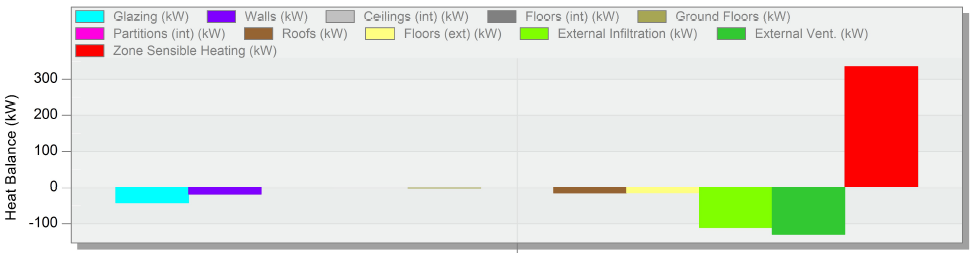 Glazing (kW) Walls (kW) Ceilings (int) (kW) Floors (int) (kW) Ground Floors (kW)
Partitions (int) (kW) Roofs (kW) Floors (ext) (kW) External Infiltration (kW) External Vent. (kW)
Zone Sensible Heating (kW)
Heat Balance (kW)
300
200
100
0
-100